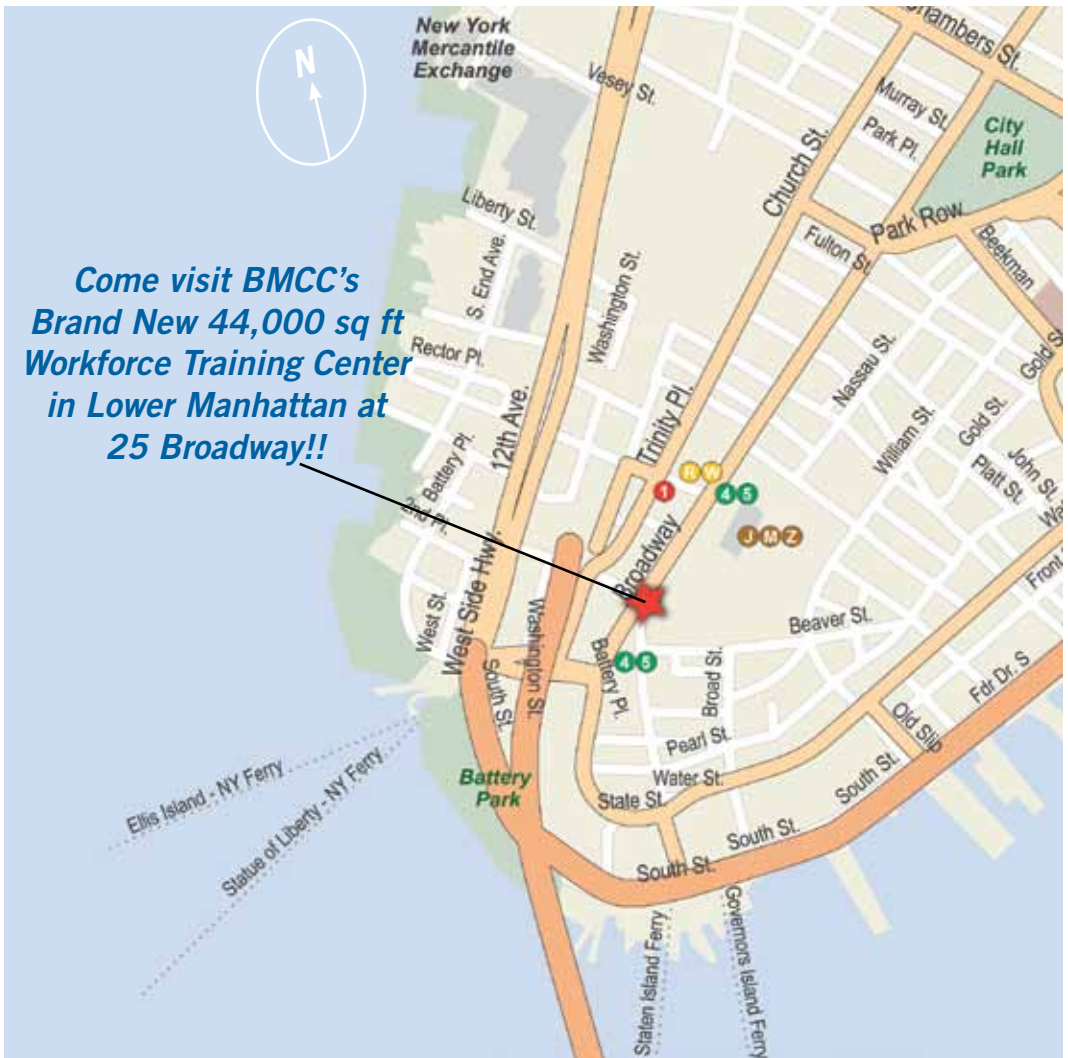 New York
Mercantile
Exchange
N
Vesey St.
Chambers St.
Murray St.
Park Pl.
City
Hall
Park
Church St.
Liberty St.
S. End Ave.
Washington St.
Fulton St.
Park Row
Beekman
Come visit BMCC's
Brand New 44,000 sq ft
Workforce Training Center
in Lower Manhattan at
25 Broadway!!
Rector Pl.
12th Ave.
Trinity Pl.
Nassau St.
Gold St.
William St.
Gold St.
Platt St.
John St.
Battery Pl.
2nd Pl.
1
R W
4 5
J M Z
Broadway
Front
West St.
West Side Hwy.
Washington St.
South St.
4 5
Battery Pl.
Beaver St.
Broad St.
Fdr Dr. S
Old Slip
Pearl St.
Water St.
State St.
South St.
South St.
South St.
Battery
Park
Ellis Island - NY Ferry
Statue of Liberty - NY Ferry
Staten Island Ferry
Governors Island Ferry